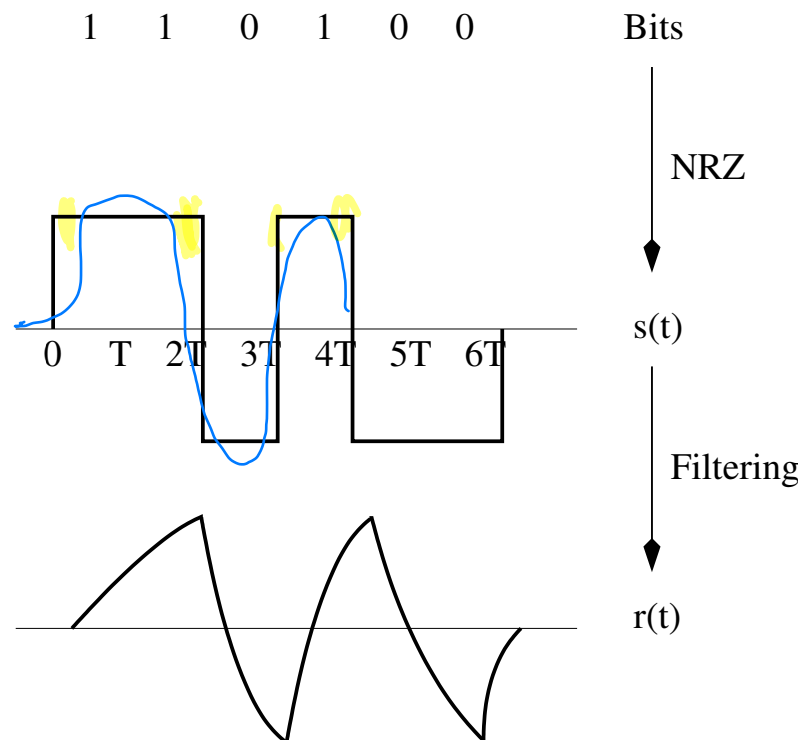 1 1 0 1 0 0 Bits
NRZ
s(t)
0 T 2T 3T 4T 5T 6T
Filtering
r(t)